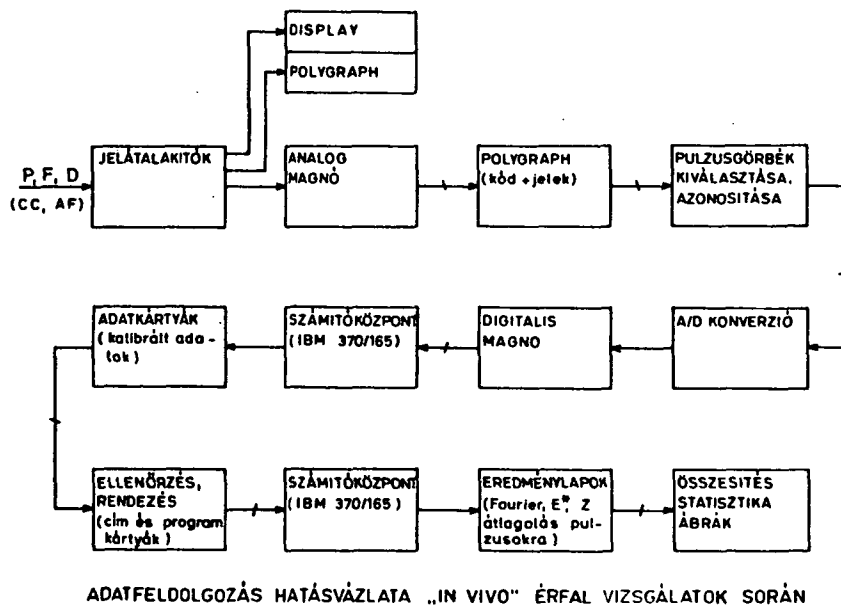 DISPLAY
POLYGRAPH
P, F, D
(CC, AF)
JELÁTALAKITÓK
ANALOG
MAGNÓ
POLYGRAPH
(kód + jelek)
PULZUSGÖRBÉK
KIVÁLASZTÁSA,
AZONOSITÁSA
ADATKÁRTYÁK
( kalibrált ada-
tok )
SZÁMITÓKÖZPONT
(IBM 370/165)
DIGITALIS
MAGNO
A/D KONVERZIÓ
ELLENŐRZÉS,
RENDEZÉS
(cím és program
kártyák )
SZÁMITÓKÖZPONT
(IBM 370/165)
EREDMÉNYLAPOK
(Fourier, E*, Z
átlagolás pul-
zusokra )
ÖSSZESITÉS
STATISZTIKA
ÁBRÁK
ADATFELDOLGOZÁS HATÁSVÁZLATA „IN VIVO" ÉRFAL VIZSGÁLATOK SORÁN